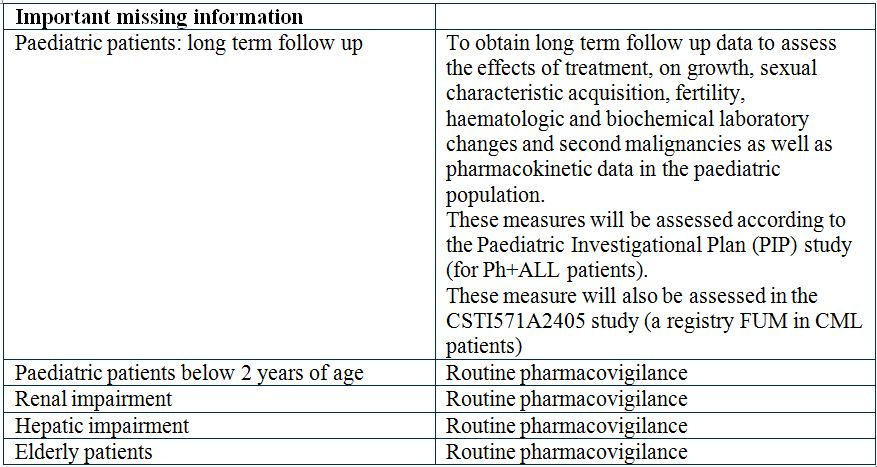 Important missing information
Paediatric patients: long term follow up
To obtain long term follow up data to assess
the effects of treatment, on growth, sexual
characteristic acquisition, fertility,
haematologic and biochemical laboratory
changes and second malignancies as well as
pharmacokinetic data in the paediatric
population.
These measures will be assessed according to
the Paediatric Investigational Plan (PIP) study
(for Ph+ALL patients).
These measure will also be assessed in the
CSTI571A2405 study (a registry FUM in CML
patients)
Paediatric patients below 2 years of age
Routine pharmacovigilance
Renal impairment
Routine pharmacovigilance
Hepatic impairment
Routine pharmacovigilance
Elderly patients
Routine pharmacovigilance